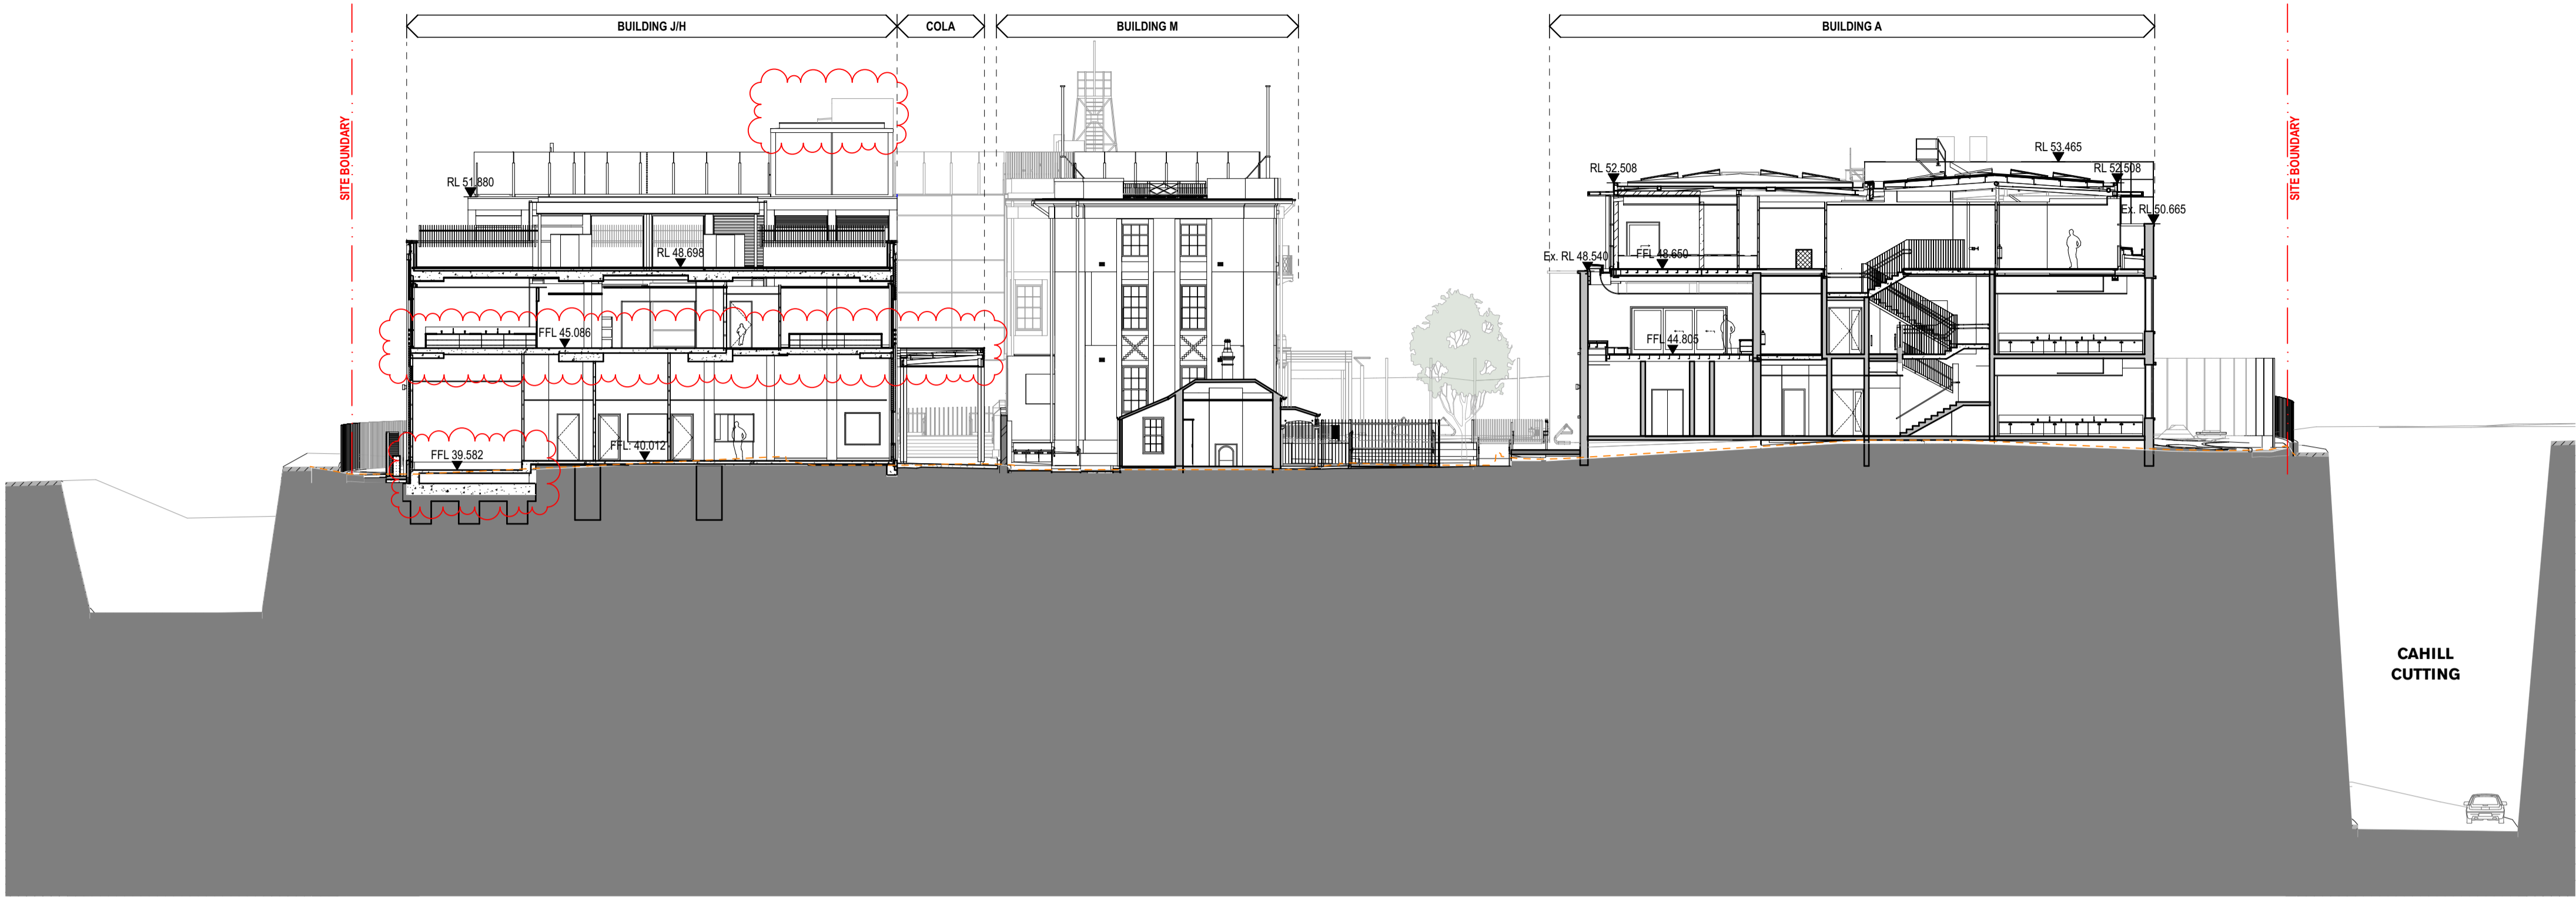 BUILDING J/H
COLA
BUILDING M
BUILDING A
SITE BOUNDARY
SITE BOUNDARY
RL 51.880
RL 48.698
FFL 45.086
FFL: 40.012
FFL 39.582
RL 52.508
RL 53.465
RL 52.508
Ex. RL 50.665
Ex. RL 48.540
FFL 48.650
FFL 44.805
CAHILL
CUTTING